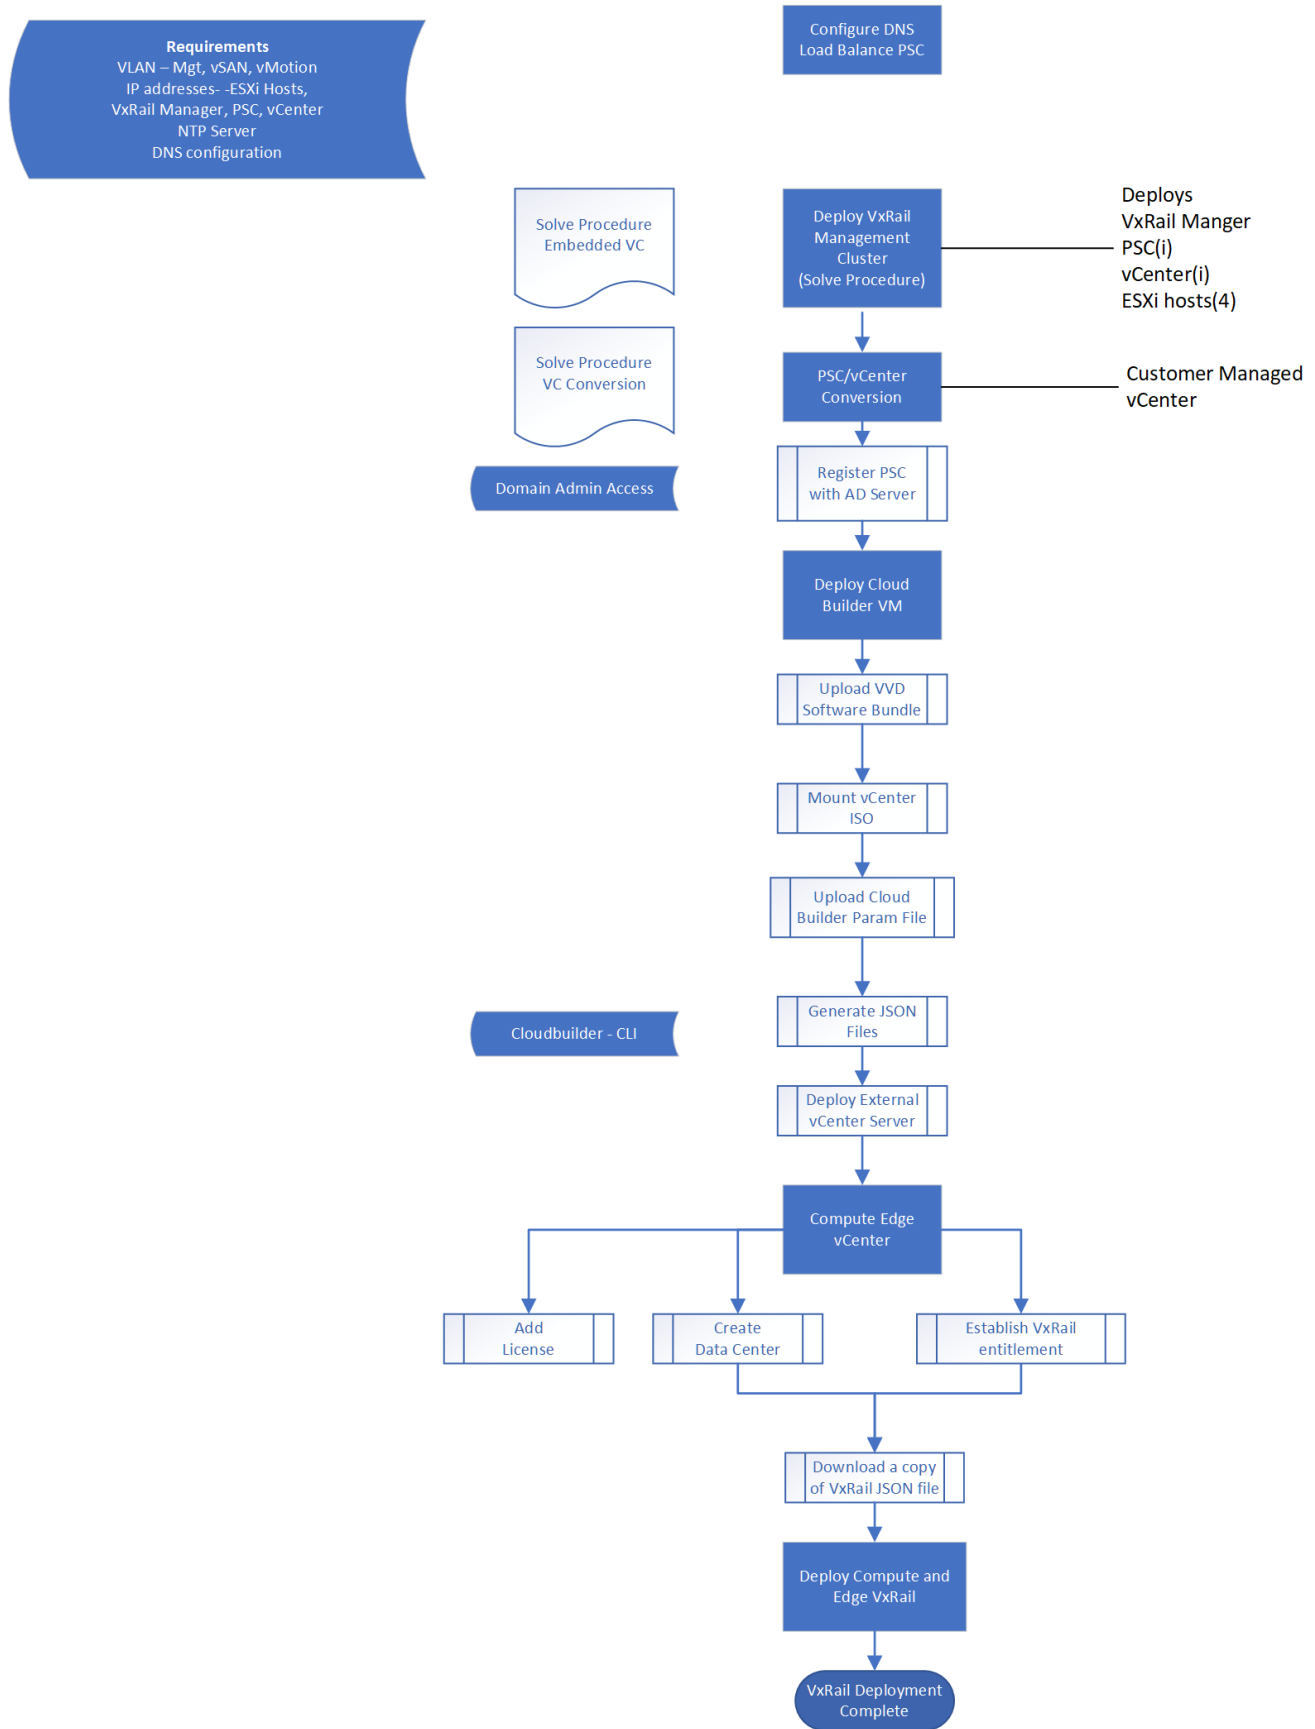 Requirements
VLAN – Mgt, vSAN, vMotion
IP addresses- -ESXi Hosts,
VxRail Manager, PSC, vCenter
NTP Server
DNS configuration
Configure DNS
Load Balance PSC
Solve Procedure
Embedded VC
Deploy VxRail
Management
Cluster
(Solve Procedure)
Deploys
VxRail Manger
PSC(i)
vCenter(i)
ESXi hosts(4)
Solve Procedure
VC Conversion
PSC/vCenter
Conversion
Customer Managed
vCenter
Domain Admin Access
Register PSC
with AD Server
Deploy Cloud
Builder VM
Upload VVD
Software Bundle
Mount vCenter
ISO
Upload Cloud
Builder Param File
Cloudbuilder - CLI
Generate JSON
Files
Deploy External
vCenter Server
Compute Edge
vCenter
Add
License
Create
Data Center
Establish VxRail
entitlement
Download a copy
of VxRail JSON file
Deploy Compute and
Edge VxRail
VxRail Deployment
Complete